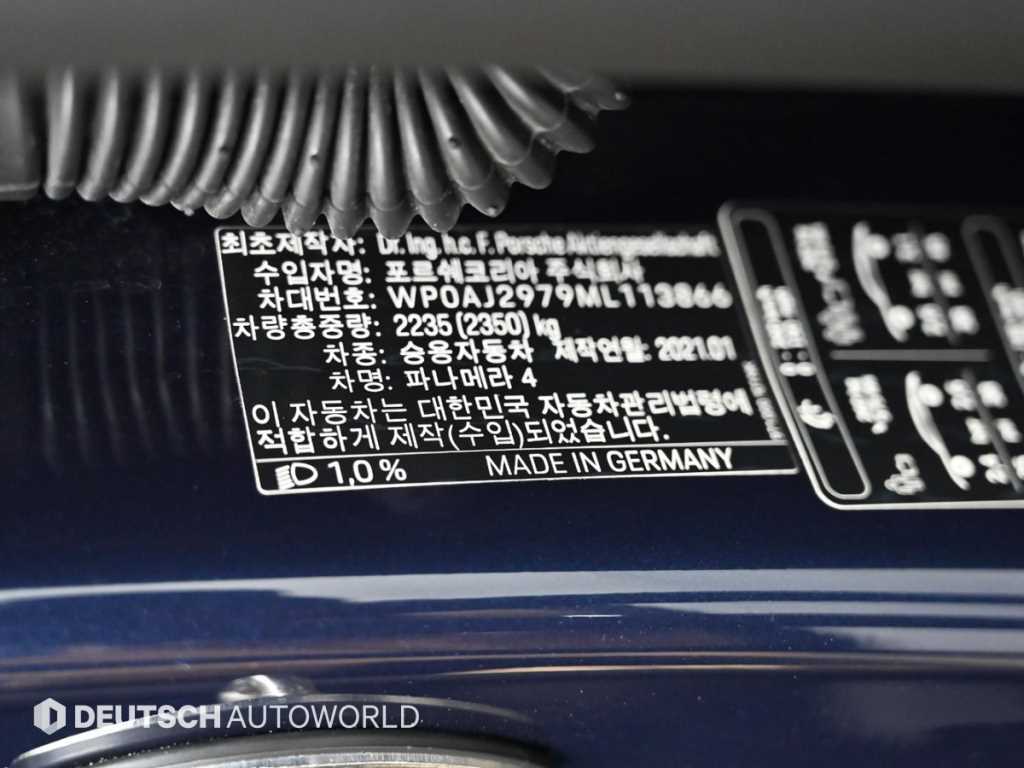 최초제작자: Dr. Ing. h.c. F. Porsche Aktiengesellschaft
수입자명: 포르쉐코리아 주식회사
차대번호: WP0AJ2979ML113866
차량총중량: 2235 (2350) kg
차종: 승용자동차 제작연월: 2021.01
차명: 파나메라 4
이 자동차는 대한민국 자동차관리법령에
적합하게 제작(수입)되었습니다.
1,0 % MADE IN GERMANY
DEUTSCH AUTOWORLD